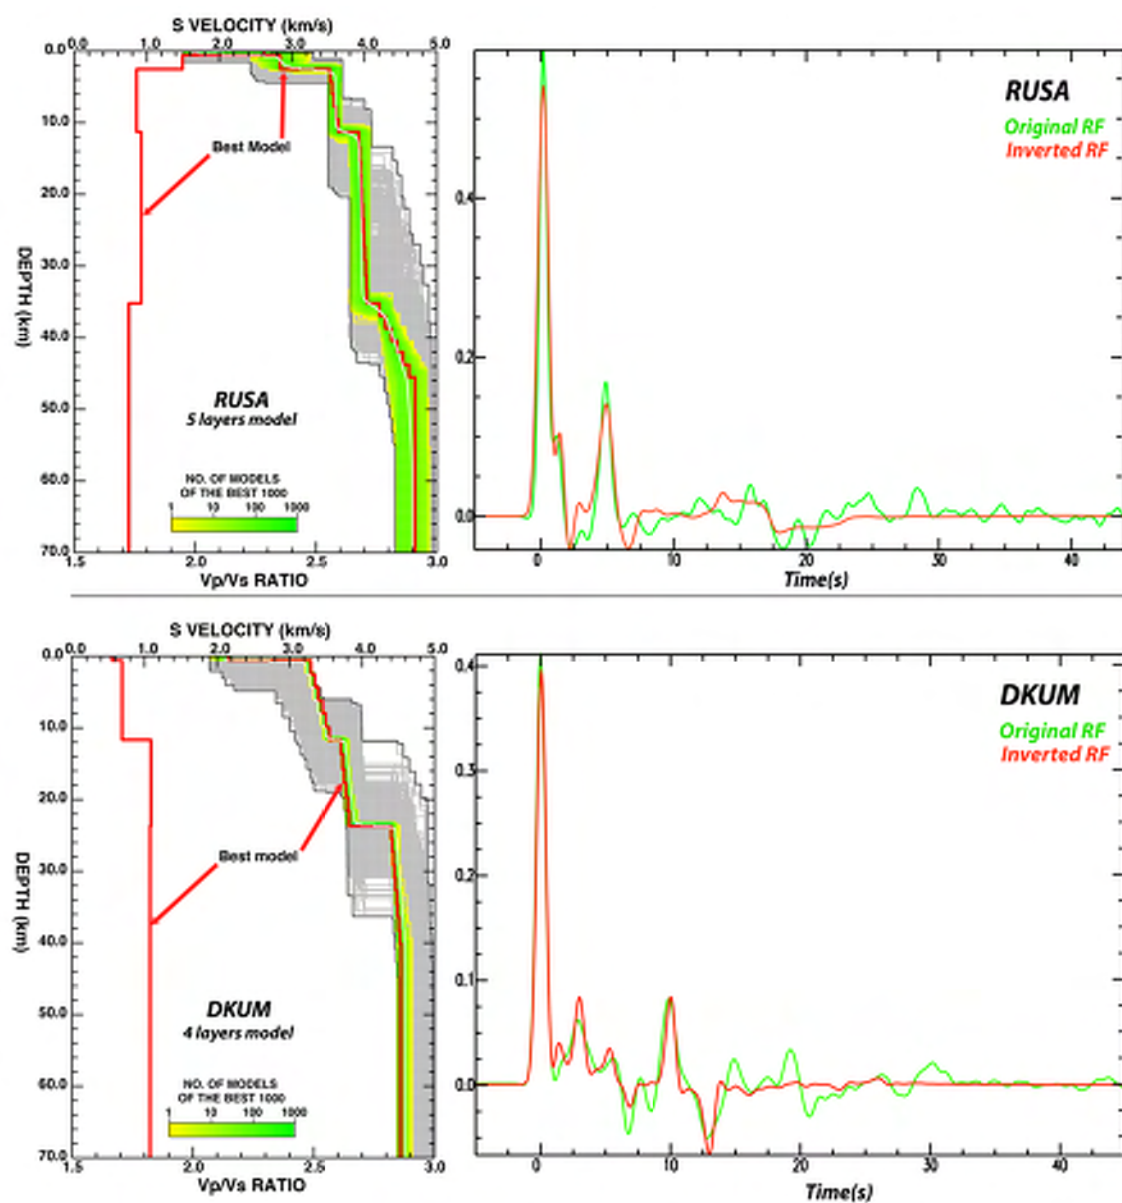 S VELOCITY (km/s)
0.0 1.0 2.0 3.0 4.0 5.0
0.0
10.0
20.0
30.0
40.0
50.0
60.0
70.0
DEPTH (km)
Best Model
RUSA
5 layers model
NO. OF MODELS
OF THE BEST 1000
1 10 100 1000
1.5 2.0 2.5 3.0
Vp/Vs RATIO
RUSA
Original RF
Inverted RF
0.4
0.2
0.0
0 10 20 30 40
Time(s)
S VELOCITY (km/s)
0.0 1.0 2.0 3.0 4.0 5.0
0.0
10.0
20.0
30.0
40.0
50.0
60.0
70.0
DEPTH (km)
Best model
DKUM
4 layers model
NO. OF MODELS
OF THE BEST 1000
1 10 100 1000
1.5 2.0 2.5 3.0
Vp/Vs RATIO
DKUM
Original RF
Inverted RF
0.4
0.3
0.2
0.1
0.0
0 10 20 30 40
Time(s)